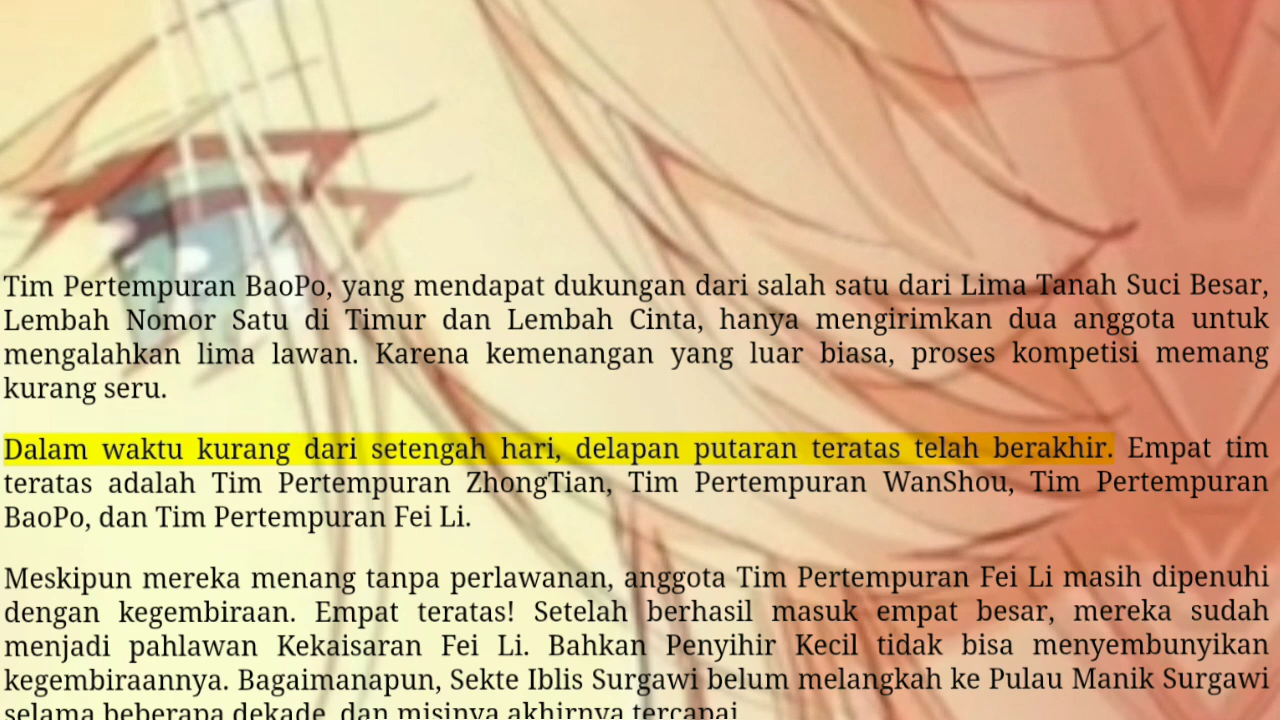 Tim Pertempuran BaoPo, yang mendapat dukungan dari salah satu dari Lima Tanah Suci Besar,
Lembah Nomor Satu di Timur dan Lembah Cinta, hanya mengirimkan dua anggota untuk
mengalahkan lima lawan. Karena kemenangan yang luar biasa, proses kompetisi memang
kurang seru.
Dalam waktu kurang dari setengah hari, delapan putaran teratas telah berakhir. Empat tim
teratas adalah Tim Pertempuran ZhongTian, Tim Pertempuran WanShou, Tim Pertempuran
BaoPo, dan Tim Pertempuran Fei Li.
Meskipun mereka menang tanpa perlawanan, anggota Tim Pertempuran Fei Li masih dipenuhi
dengan kegembiraan. Empat teratas! Setelah berhasil masuk empat besar, mereka sudah
menjadi pahlawan Kekaisaran Fei Li. Bahkan Penyihir Kecil tidak bisa menyembunyikan
kegembiraannya. Bagaimanapun, Sekte Iblis Surgawi belum melangkah ke Pulau Manik Surgawi
selama beberapa dekade, dan misinya akhirnya tercapai.